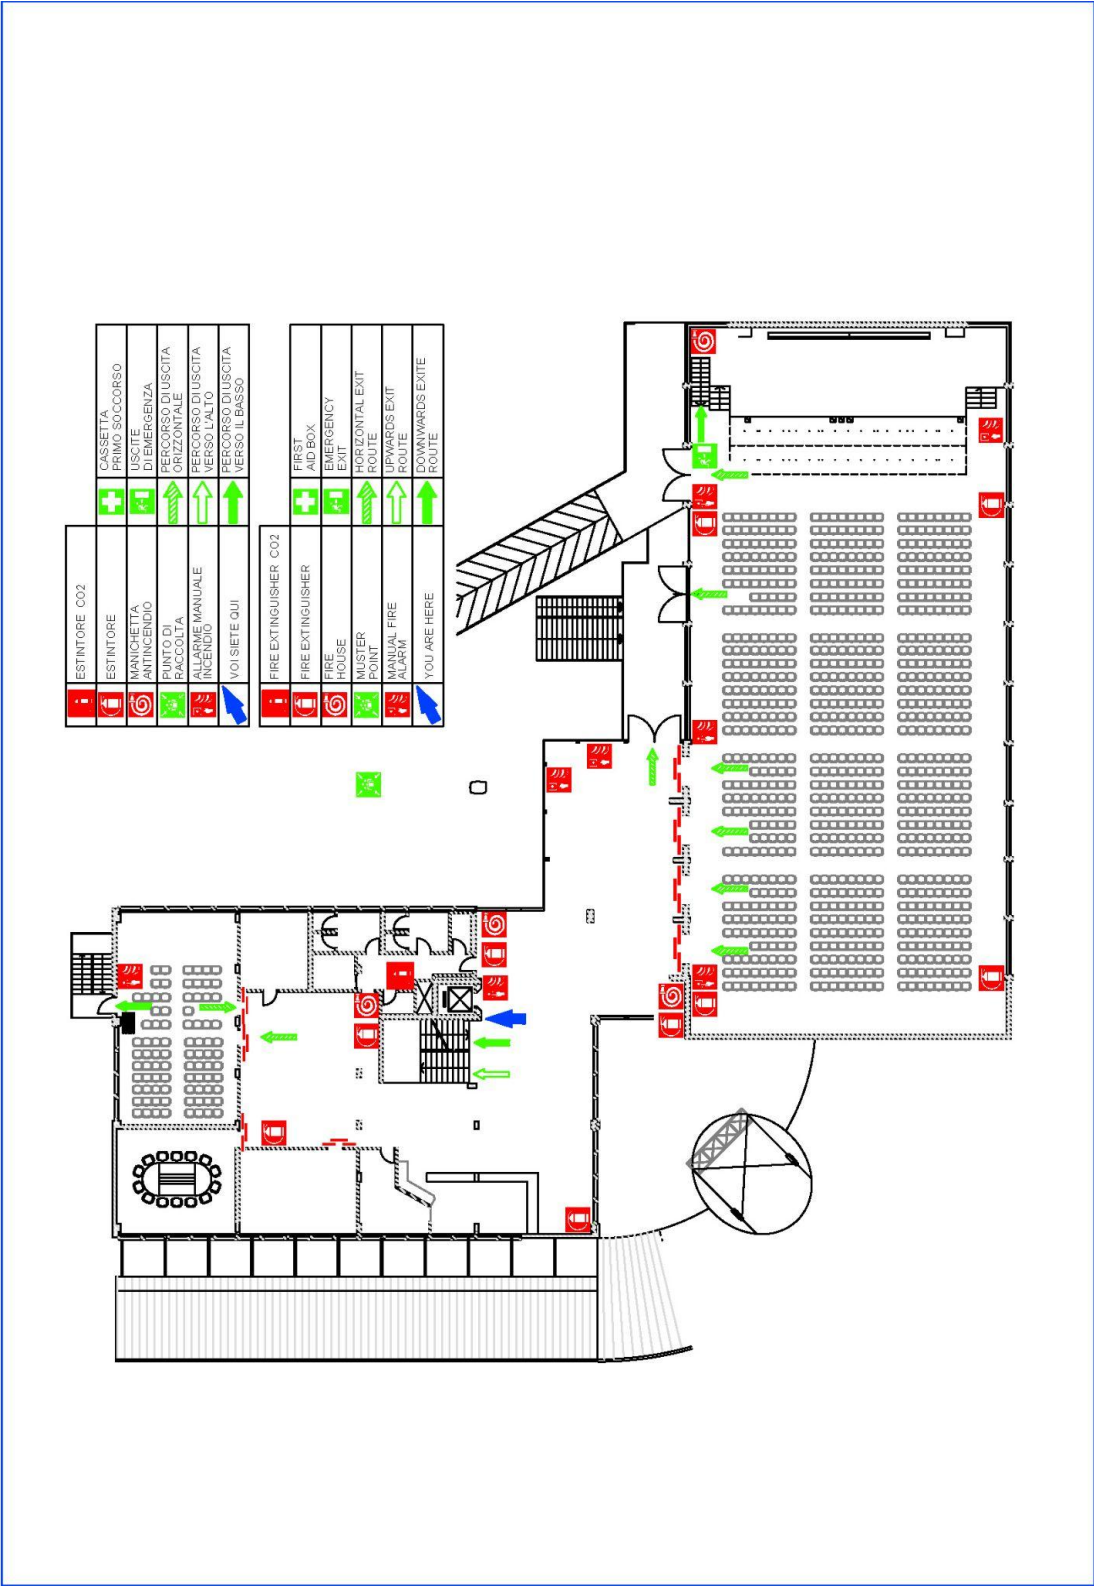 ESTINTORE CO2
ESTINTORE
MANICHETTA
ANTINCENDIO
PUNTO DI
RACCOLTA
ALLARME MANUALE
INCENDIO
VOI SIETE QUI
CASSETTA
PRIMO SOCCORSO
USCITE
DI EMERGENZA
PERCORSO DI USCITA
ORIZZONTALE
PERCORSO DI USCITA
VERSO L'ALTO
PERCORSO DI USCITA
VERSO IL BASSO
FIRE EXTINGUISHER CO2
FIRE EXTINGUISHER
FIRE
HOUSE
MUSTER
POINT
MANUAL FIRE
ALARM
YOU ARE HERE
FIRST
AID BOX
EMERGENCY
EXIT
HORIZONTAL EXIT
ROUTE
UPWARDS EXIT
ROUTE
DOWNWARDS EXITE
ROUTE